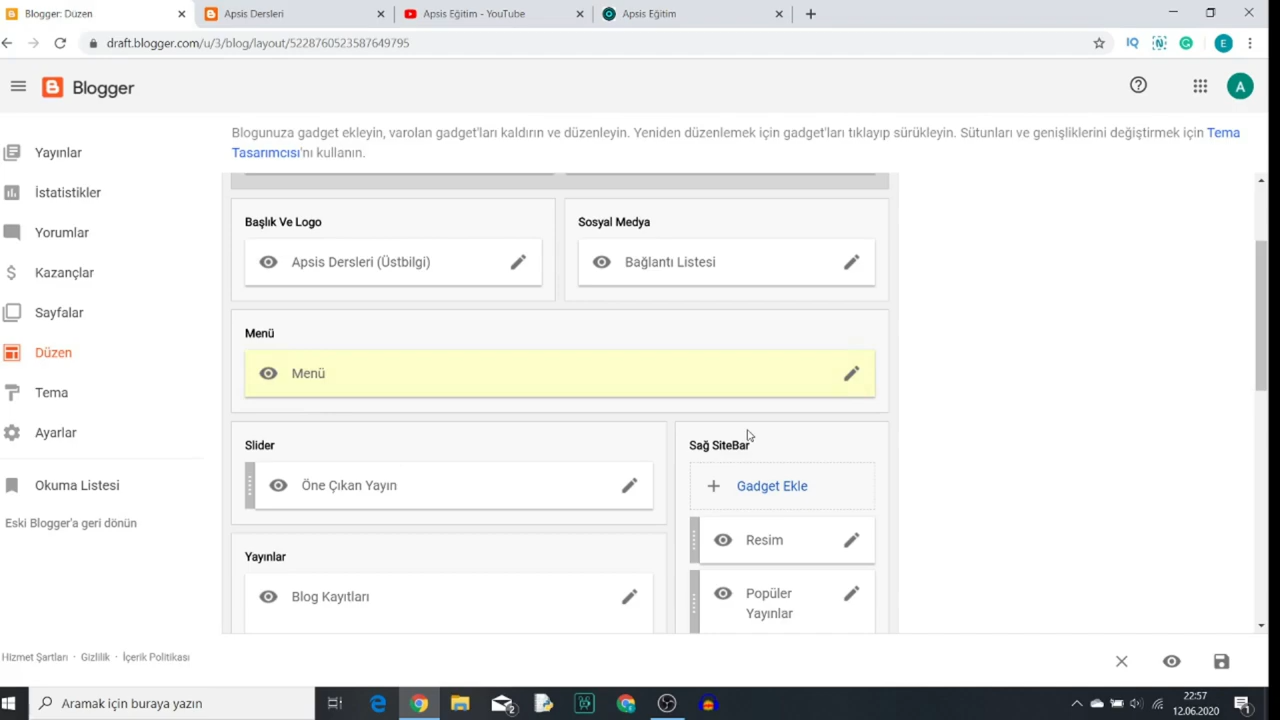 Blogger: Düzen
Apsis Dersleri
Apsis Eğitim - YouTube
Apsis Eğitim
draft.blogger.com/u/3/blog/layout/5228760523587649795
IQ
N
G
E
Blogger
A
Blogunuza gadget ekleyin, varolan gadget'ları kaldırın ve düzenleyin. Yeniden düzenlemek için gadget'ları tıklayıp sürükleyin. Sütunları ve genişliklerini değiştirmek için Tema
Tasarımcısı'nı kullanın.
Yayınlar
İstatistikler
Yorumlar
Kazançlar
Sayfalar
Düzen
Tema
Ayarlar
Okuma Listesi
Eski Blogger'a geri dönün
Başlık Ve Logo
Apsis Dersleri (Üstbilgi)
Sosyal Medya
Bağlantı Listesi
Menü
Menü
Slider
Öne Çıkan Yayın
Sağ SiteBar
Gadget Ekle
Resim
Popüler
Yayınlar
Yayınlar
Blog Kayıtları
Hizmet Şartları · Gizlilik · İçerik Politikası
Aramak için buraya yazın
2
22:57
12.06.2020
1